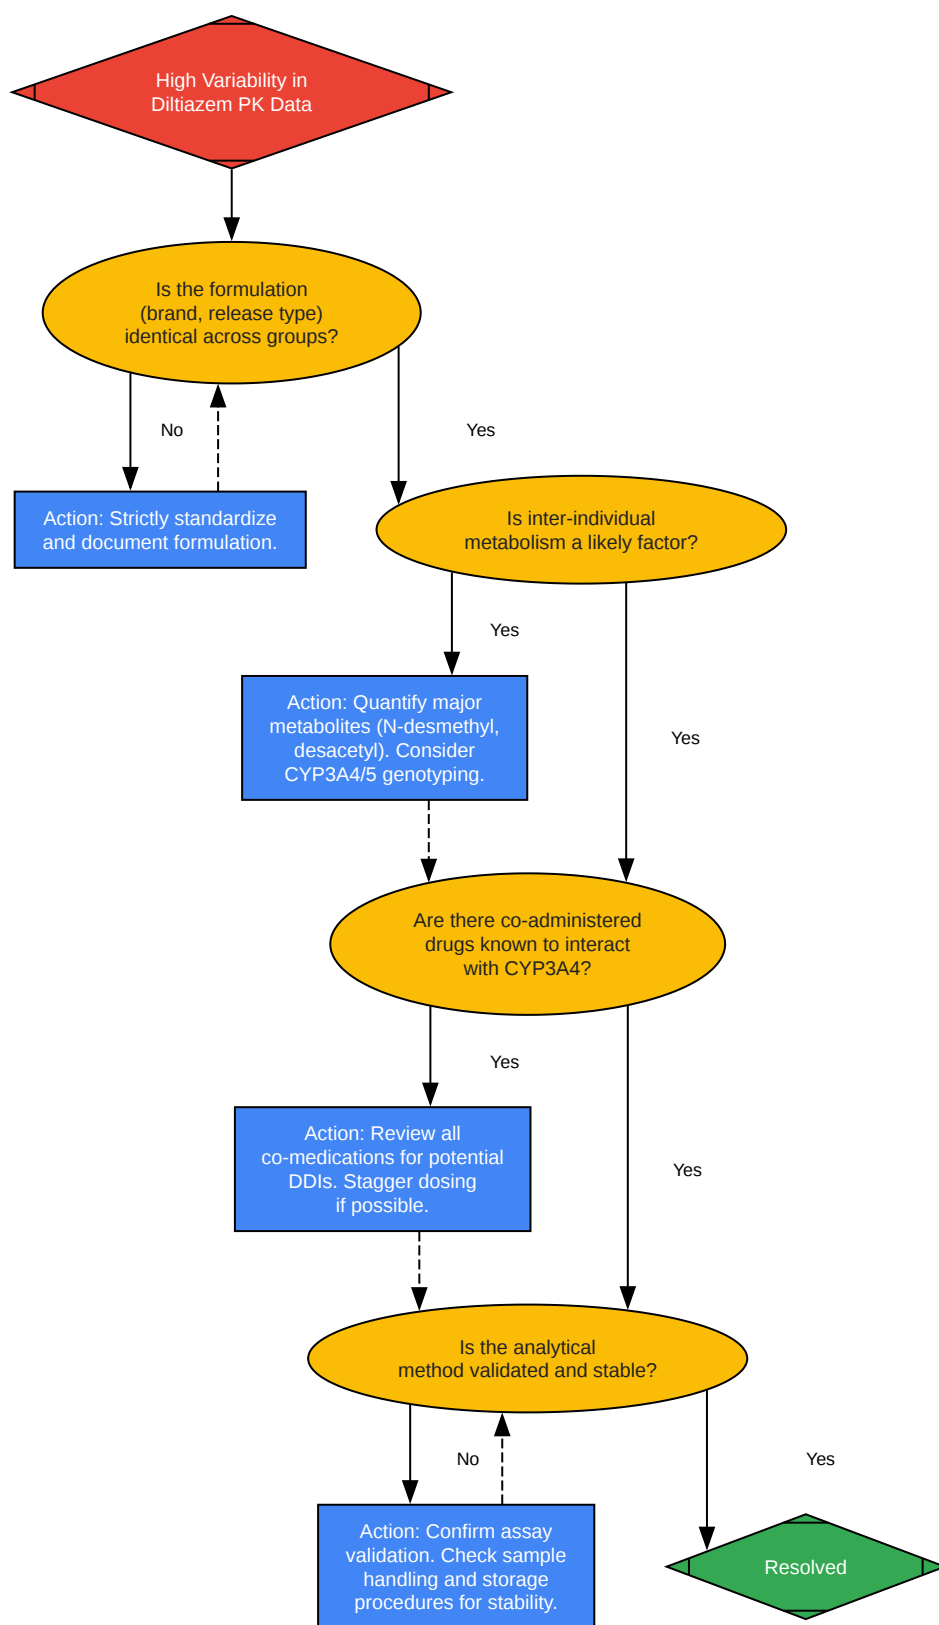 High Variability in
Diltiazem PK Data
Is the formulation
(brand, release type)
identical across groups?
No
Yes
Action: Strictly standardize
and document formulation.
Is inter-individual
metabolism a likely factor?
Yes
Action: Quantify major
metabolites (N-desmethyl,
desacetyl). Consider
CYP3A4/5 genotyping.
Yes
Are there co-administered
drugs known to interact
with CYP3A4?
Yes
Action: Review all
co-medications for potential
DDIs. Stagger dosing
if possible.
Yes
Is the analytical
method validated and stable?
No
Yes
Action: Confirm assay
validation. Check sample
handling and storage
procedures for stability.
Resolved